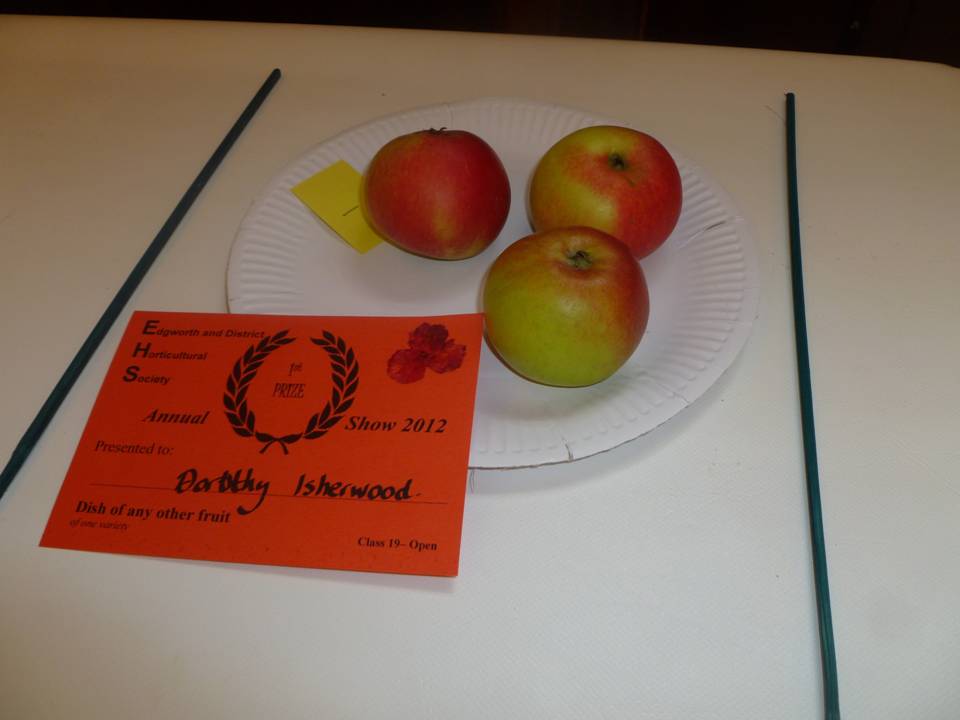 Edgworth and District
Horticultural
Society
1st
PRIZE
Annual Show 2012
Presented to:
Dorothy Isherwood.
Dish of any other fruit
of one variety
Class 19– Open